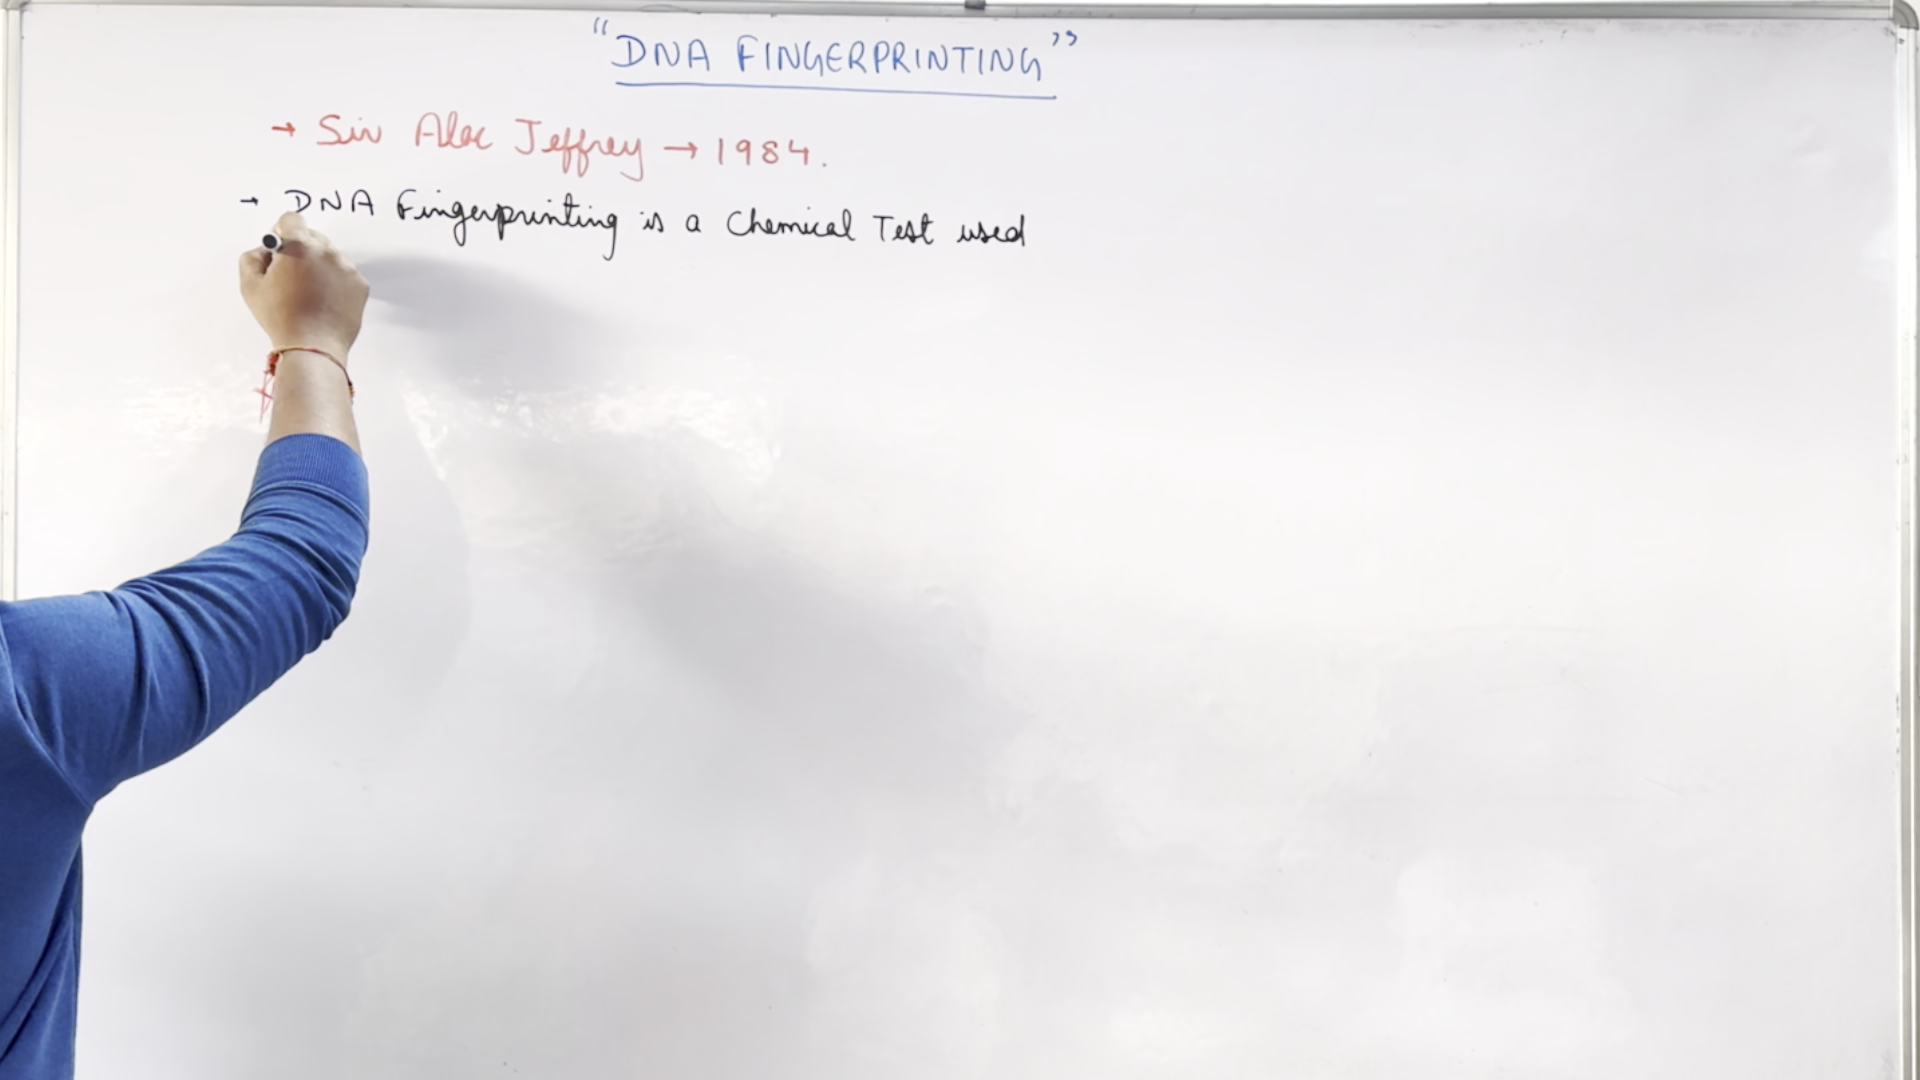 "DNA FINGERPRINTING"
→ Sir Alec Jeffrey → 1984.
→ DNA Fingerprinting is a Chemical Test used